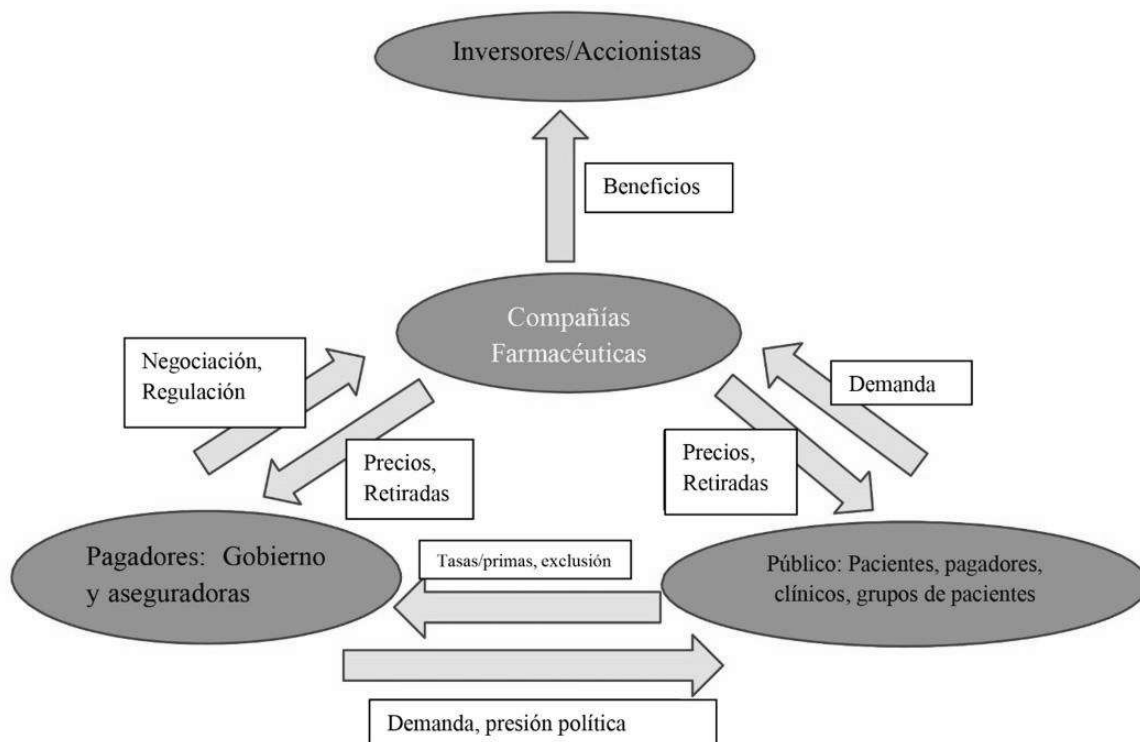 Inversores/Accionistas
Beneficios
Compañías
Farmacéuticas
Negociación,
Regulación
Demanda
Precios,
Retiradas
Precios,
Retiradas
Pagadores: Gobierno
y aseguradoras
Tasas/primas, exclusión
Público: Pacientes, pagadores,
clínicos, grupos de pacientes
Demanda, presión política